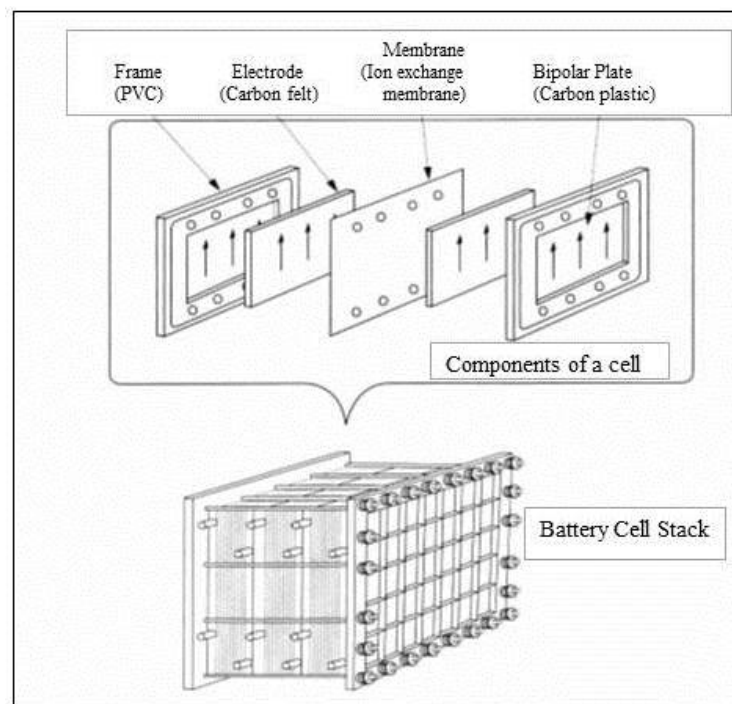 Frame
(PVC)
Electrode
(Carbon felt)
Membrane
(Ion exchange
membrane)
Bipolar Plate
(Carbon plastic)
Components of a cell
Battery Cell Stack